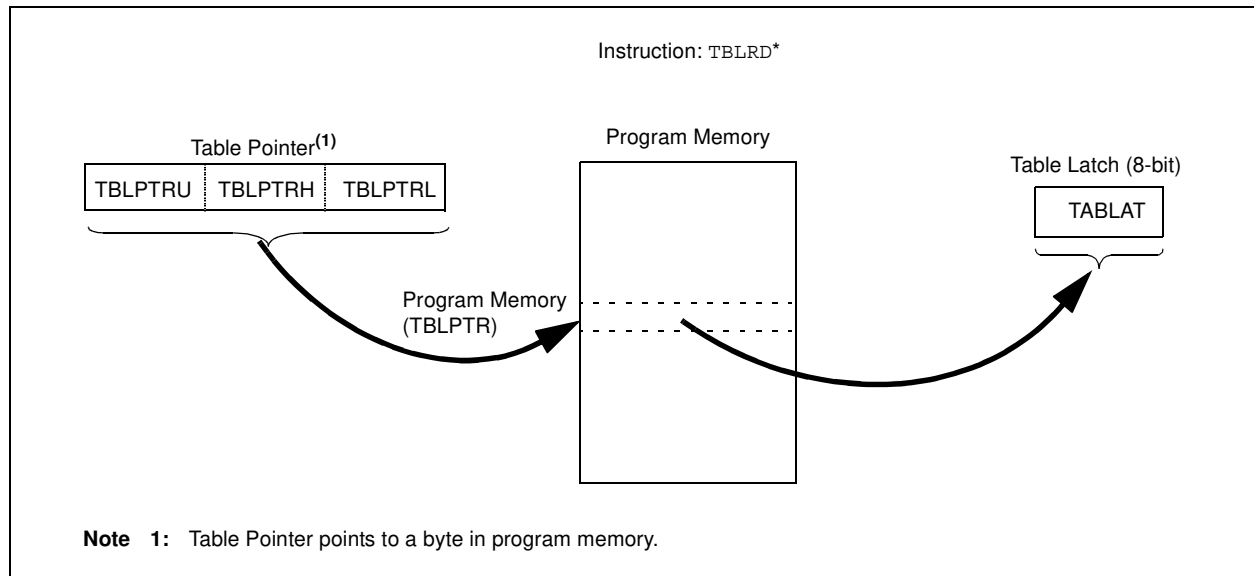 Instruction: TBLRD*
Table Pointer(1)
TBLPTRU TBLPTRH TBLPTRL
Program Memory
Table Latch (8-bit)
TABLAT
Program Memory
(TBLPTR)
Note 1: Table Pointer points to a byte in program memory.